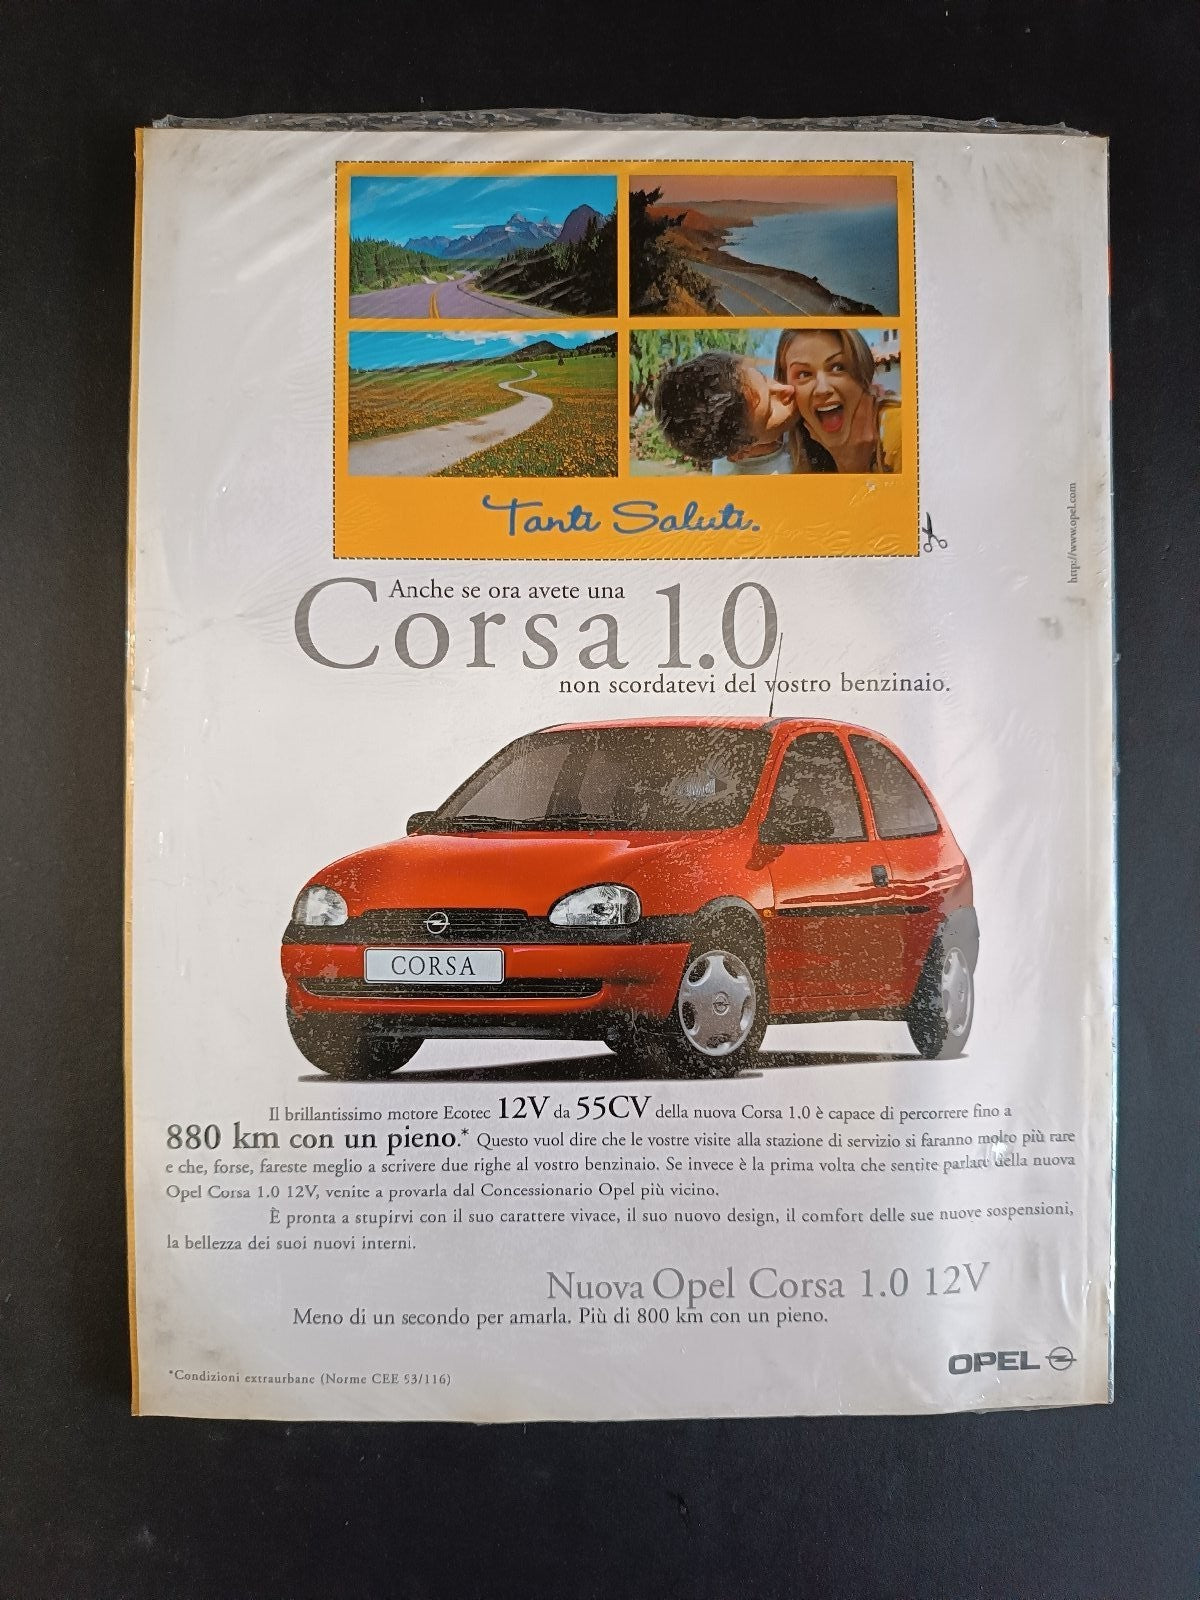 Tanti Saluti.
http://www.opel.com
Anche se ora avete una
Corsa 1.0
non scordatevi del vostro benzinaio.
CORSA
Il brillantissimo motore Ecotec 12V da 55CV della nuova Corsa 1.0 è capace di percorrere fino a
880 km con un pieno.* Questo vuol dire che le vostre visite alla stazione di servizio si faranno molto più rare
e che, forse, fareste meglio a scrivere due righe al vostro benzinaio. Se invece è la prima volta che sentite parlare della nuova
Opel Corsa 1.0 12V, venite a provarla dal Concessionario Opel più vicino.
È pronta a stupirvi con il suo carattere vivace, il suo nuovo design, il comfort delle sue nuove sospensioni,
la bellezza dei suoi nuovi interni.
Nuova Opel Corsa 1.0 12V
Meno di un secondo per amarla. Più di 800 km con un pieno.
*Condizioni extraurbane (Norme CEE 93/116)
OPEL